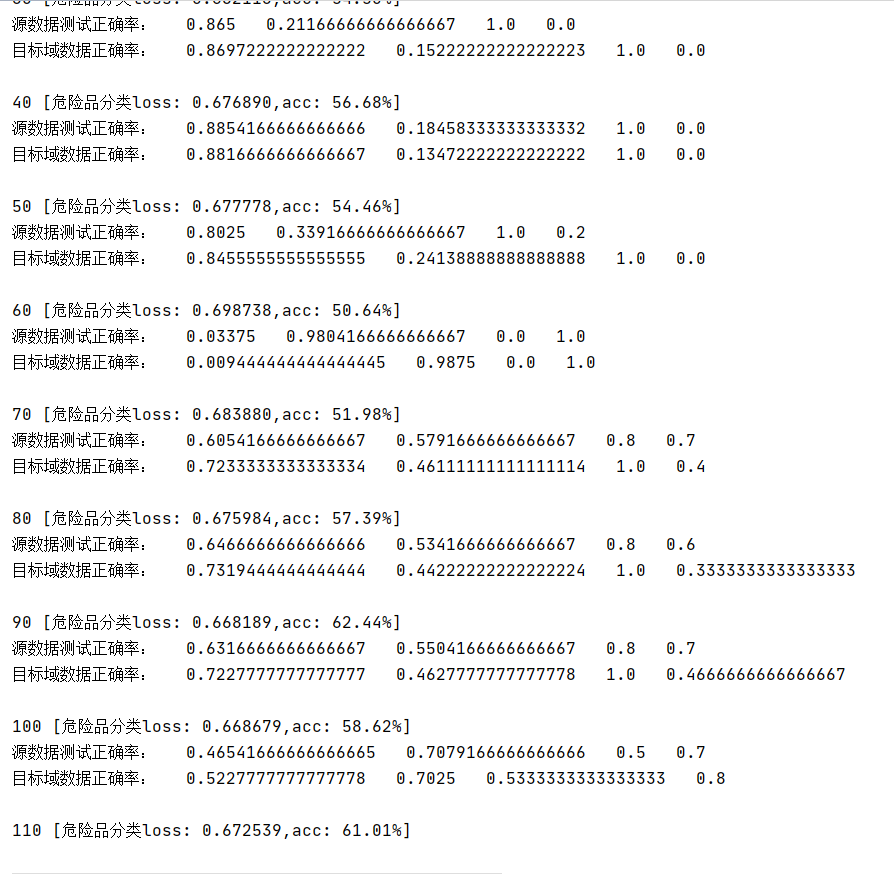 源数据测试正确率： 0.865 0.21166666666666667 1.0 0.0
目标域数据正确率： 0.8697222222222222 0.15222222222222223 1.0 0.0
40 [危险品分类loss: 0.676890,acc: 56.68%]
源数据测试正确率： 0.8854166666666666 0.18458333333333332 1.0 0.0
目标域数据正确率： 0.8816666666666667 0.13472222222222222 1.0 0.0
50 [危险品分类loss: 0.677778,acc: 54.46%]
源数据测试正确率： 0.8025 0.33916666666666667 1.0 0.2
目标域数据正确率： 0.8455555555555555 0.24138888888888888 1.0 0.0
60 [危险品分类loss: 0.698738,acc: 50.64%]
源数据测试正确率： 0.03375 0.9804166666666667 0.0 1.0
目标域数据正确率： 0.009444444444444445 0.9875 0.0 1.0
70 [危险品分类loss: 0.683880,acc: 51.98%]
源数据测试正确率： 0.6054166666666667 0.5791666666666667 0.8 0.7
目标域数据正确率： 0.7233333333333334 0.46111111111111114 1.0 0.4
80 [危险品分类loss: 0.675984,acc: 57.39%]
源数据测试正确率： 0.6466666666666666 0.5341666666666667 0.8 0.6
目标域数据正确率： 0.7319444444444444 0.44222222222222224 1.0 0.3333333333333333
90 [危险品分类loss: 0.668189,acc: 62.44%]
源数据测试正确率： 0.6316666666666667 0.5504166666666667 0.8 0.7
目标域数据正确率： 0.7227777777777777 0.4627777777777778 1.0 0.4666666666666667
100 [危险品分类loss: 0.668679,acc: 58.62%]
源数据测试正确率： 0.46541666666666665 0.7079166666666666 0.5 0.7
目标域数据正确率： 0.5227777777777778 0.7025 0.5333333333333333 0.8
110 [危险品分类loss: 0.672539,acc: 61.01%]